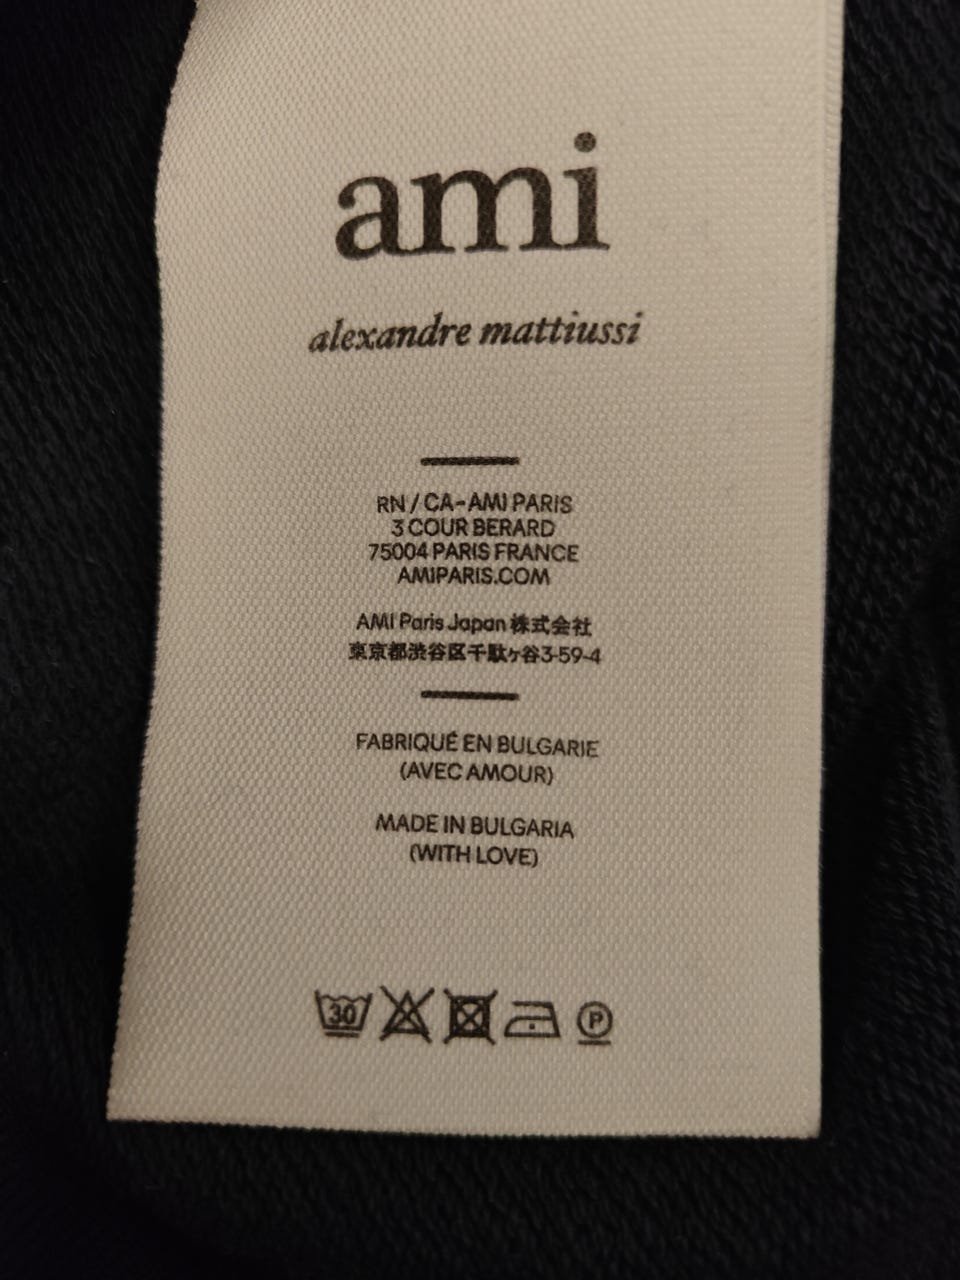 ami
alexandre mattiussi
RN / CA-AMI PARIS
3 COUR BERARD
75004 PARIS FRANCE
AMIPARIS.COM
AMI Paris Japan 株式会社
東京都渋谷区千駄ヶ谷3-59-4
FABRIQUÉ EN BULGARIE
(AVEC AMOUR)
MADE IN BULGARIA
(WITH LOVE)
30 P